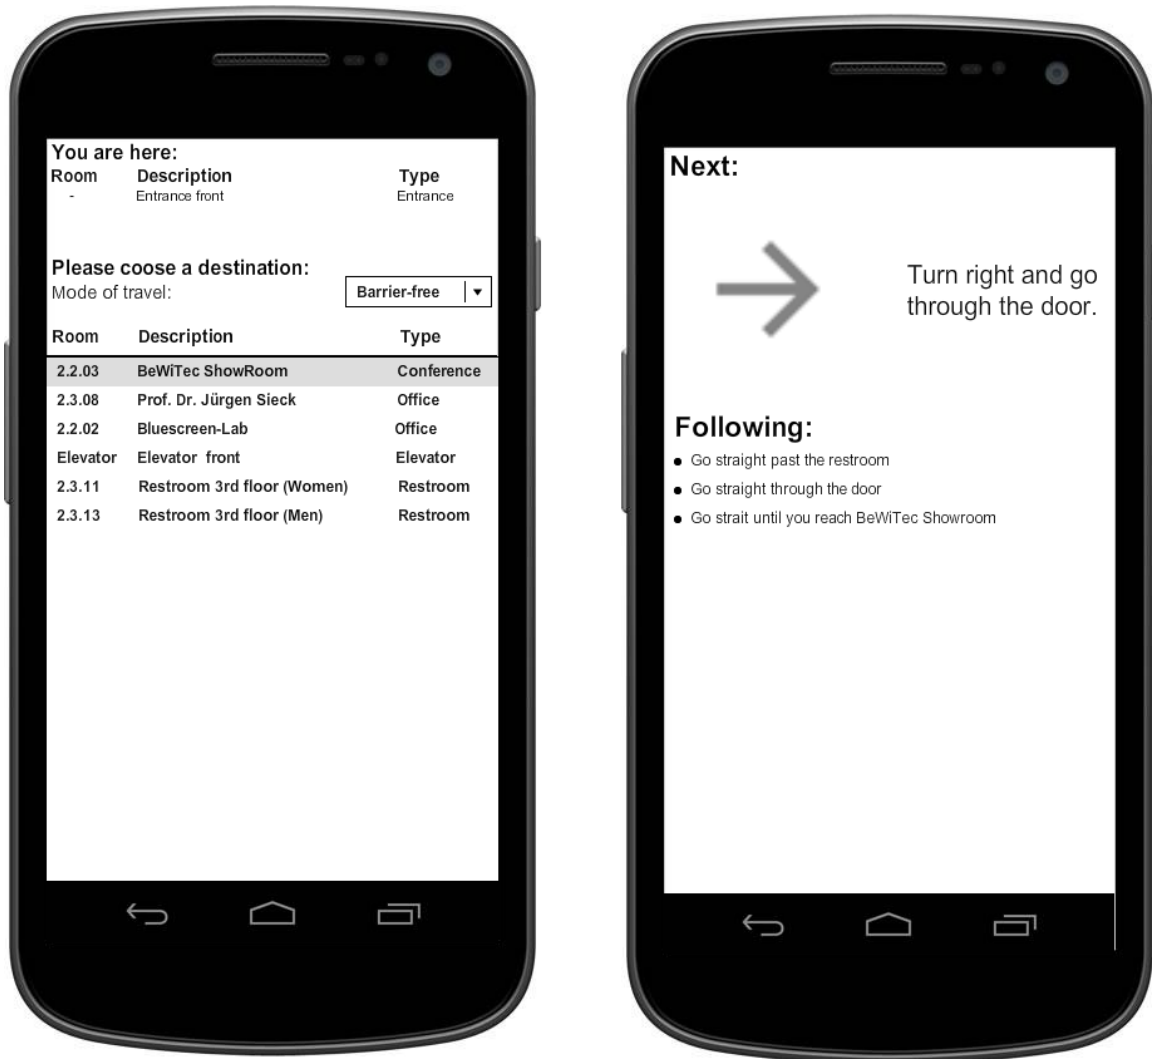 You are here:
Room Description Type
- Entrance front Entrance
Please coose a destination:
Mode of travel: Barrier-free
Room Description Type
2.2.03 BeWiTec ShowRoom Conference
2.3.08 Prof. Dr. Jürgen Sieck Office
2.2.02 Bluescreen-Lab Office
Elevator Elevator front Elevator
2.3.11 Restroom 3rd floor (Women) Restroom
2.3.13 Restroom 3rd floor (Men) Restroom
Next:
Turn right and go
through the door.
Following:
• Go straight past the restroom
• Go straight through the door
• Go strait until you reach BeWiTec Showroom